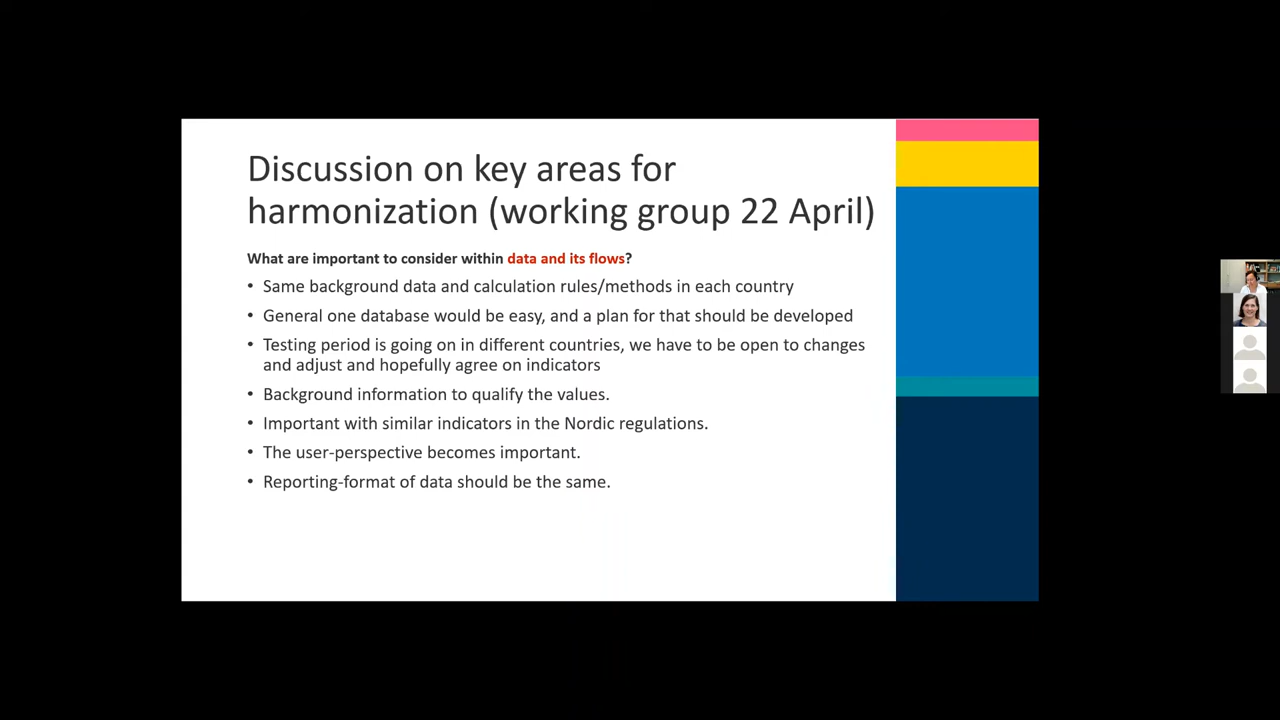 Discussion on key areas for
harmonization (working group 22 April)
What are important to consider within data and its flows?
• Same background data and calculation rules/methods in each country
• General one database would be easy, and a plan for that should be developed
• Testing period is going on in different countries, we have to be open to changes
and adjust and hopefully agree on indicators
• Background information to qualify the values.
• Important with similar indicators in the Nordic regulations.
• The user-perspective becomes important.
• Reporting-format of data should be the same.